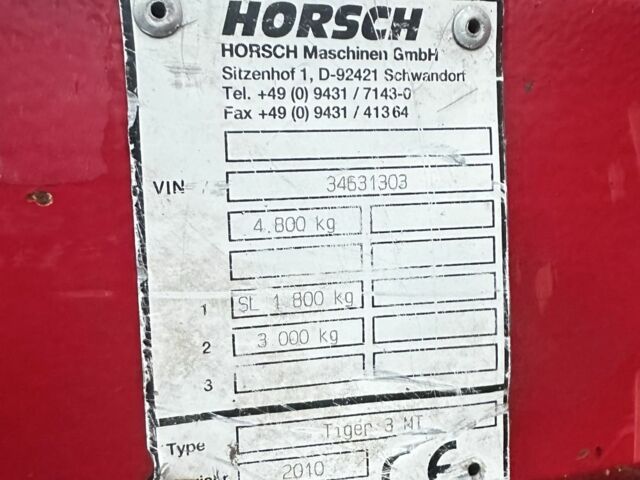 HORSCH
HORSCH Maschinen GmbH
Sitzenhof 1, D-92421 Schwandorf
Tel. +49 (0) 9431 / 7143-0
Fax +49 (0) 9431 / 41364
VIN 34631303
4.800 kg
1 SL 1.800 kg
2 3 000 kg
3
Type Tiger 3 MT
2010 CE